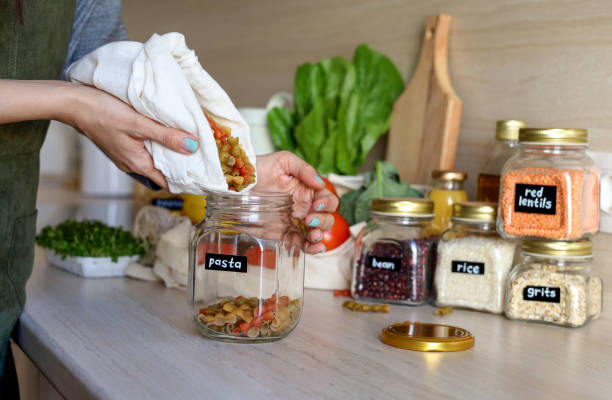 pasta
bean
rice
red
lentils
grits